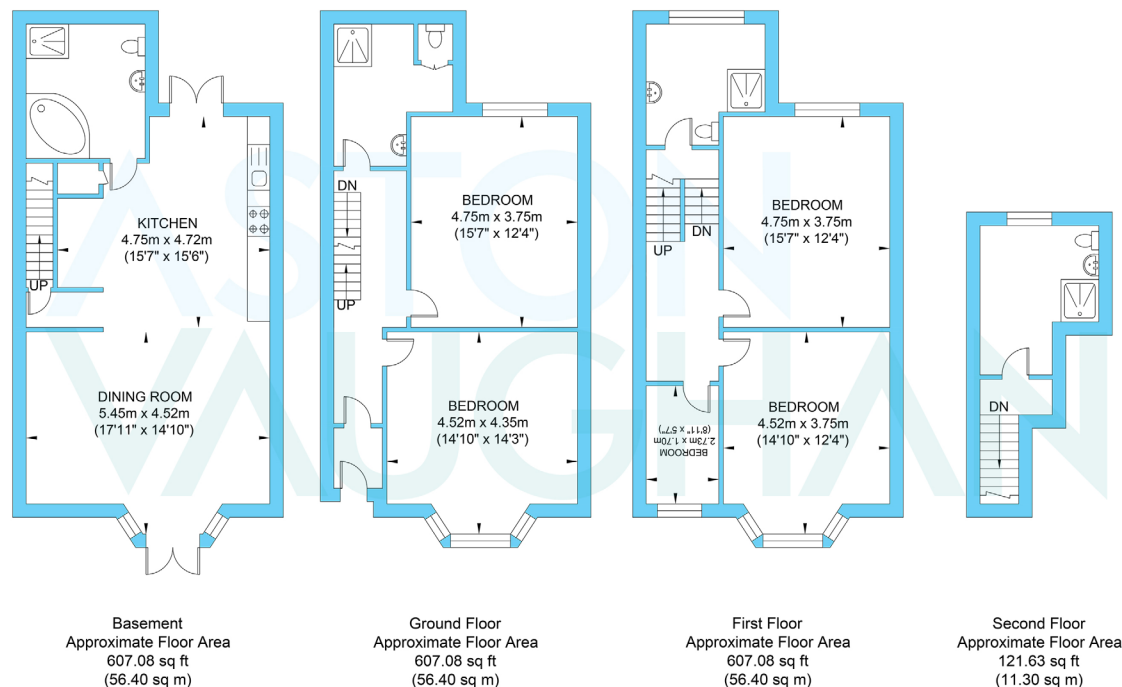 ASTON
VAUGHAN
UP
KITCHEN
4.75m x 4.72m
(15'7" x 15'6")
DINING ROOM
5.45m x 4.52m
(17'11" x 14'10")
DN
UP
BEDROOM
4.75m x 3.75m
(15'7" x 12'4")
BEDROOM
4.52m x 4.35m
(14'10" x 14'3")
UP
DN
BEDROOM
4.75m x 3.75m
(15'7" x 12'4")
BEDROOM
2.73m x 1.70m
(8'11" x 5'7")
BEDROOM
4.52m x 3.75m
(14'10" x 12'4")
DN
Basement
Approximate Floor Area
607.08 sq ft
(56.40 sq m)
Ground Floor
Approximate Floor Area
607.08 sq ft
(56.40 sq m)
First Floor
Approximate Floor Area
607.08 sq ft
(56.40 sq m)
Second Floor
Approximate Floor Area
121.63 sq ft
(11.30 sq m)